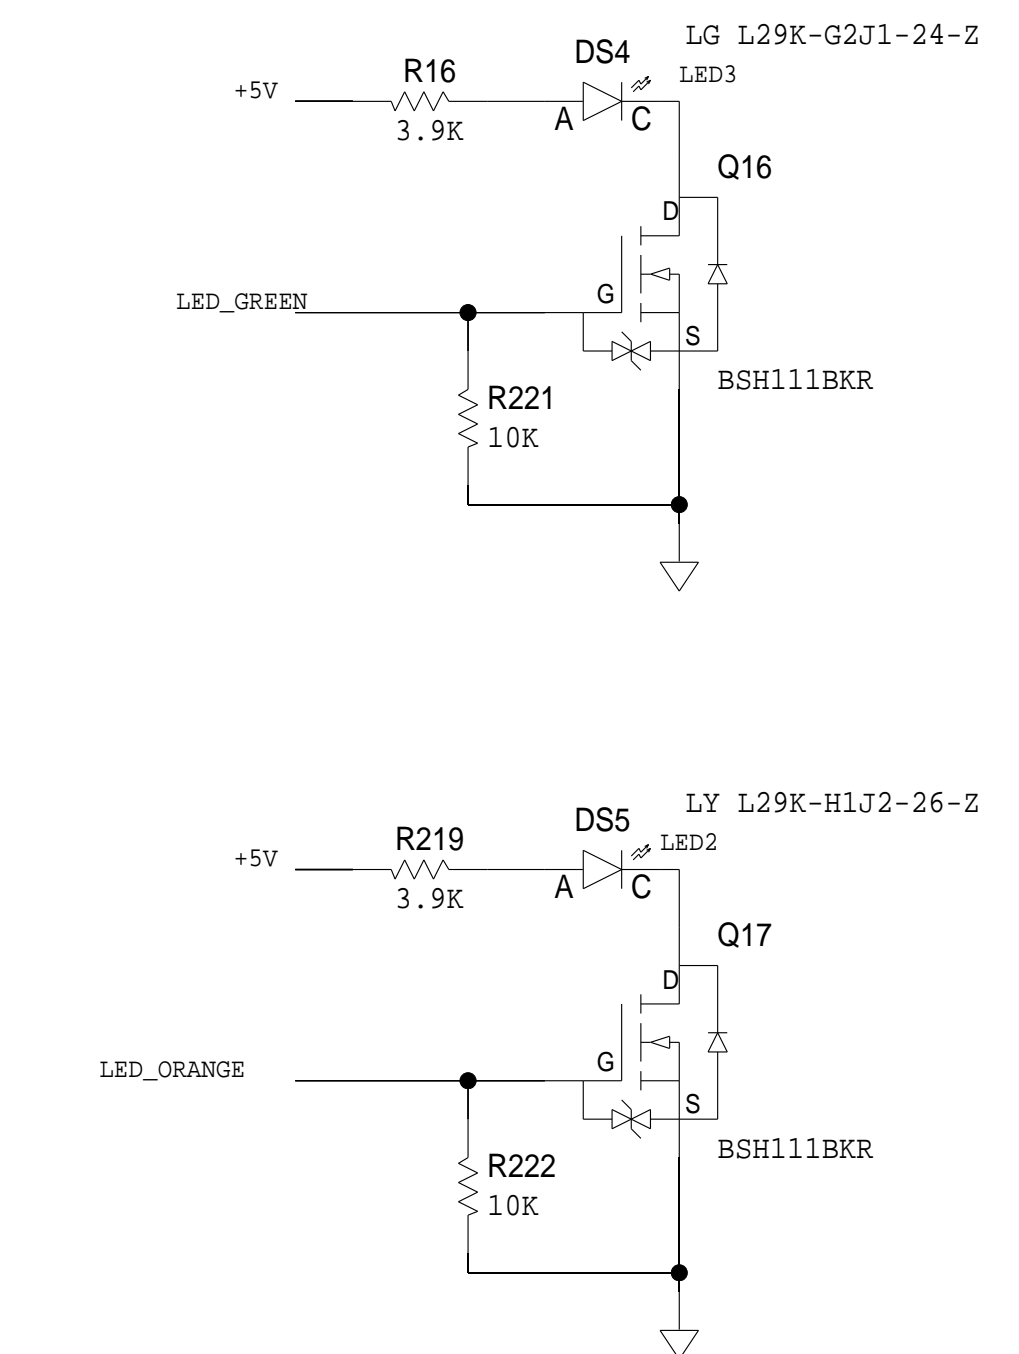 LG L29K-G2J1-24-Z
DS4
LED3
R16
+5V
A
C
3.9K
Q16
D
G
LED_GREEN
S
BSH111BKR
R221
10K
LY L29K-H1J2-26-Z
DS5
LED2
R219
+5V
A
C
3.9K
Q17
D
G
LED_ORANGE
S
BSH111BKR
R222
10K